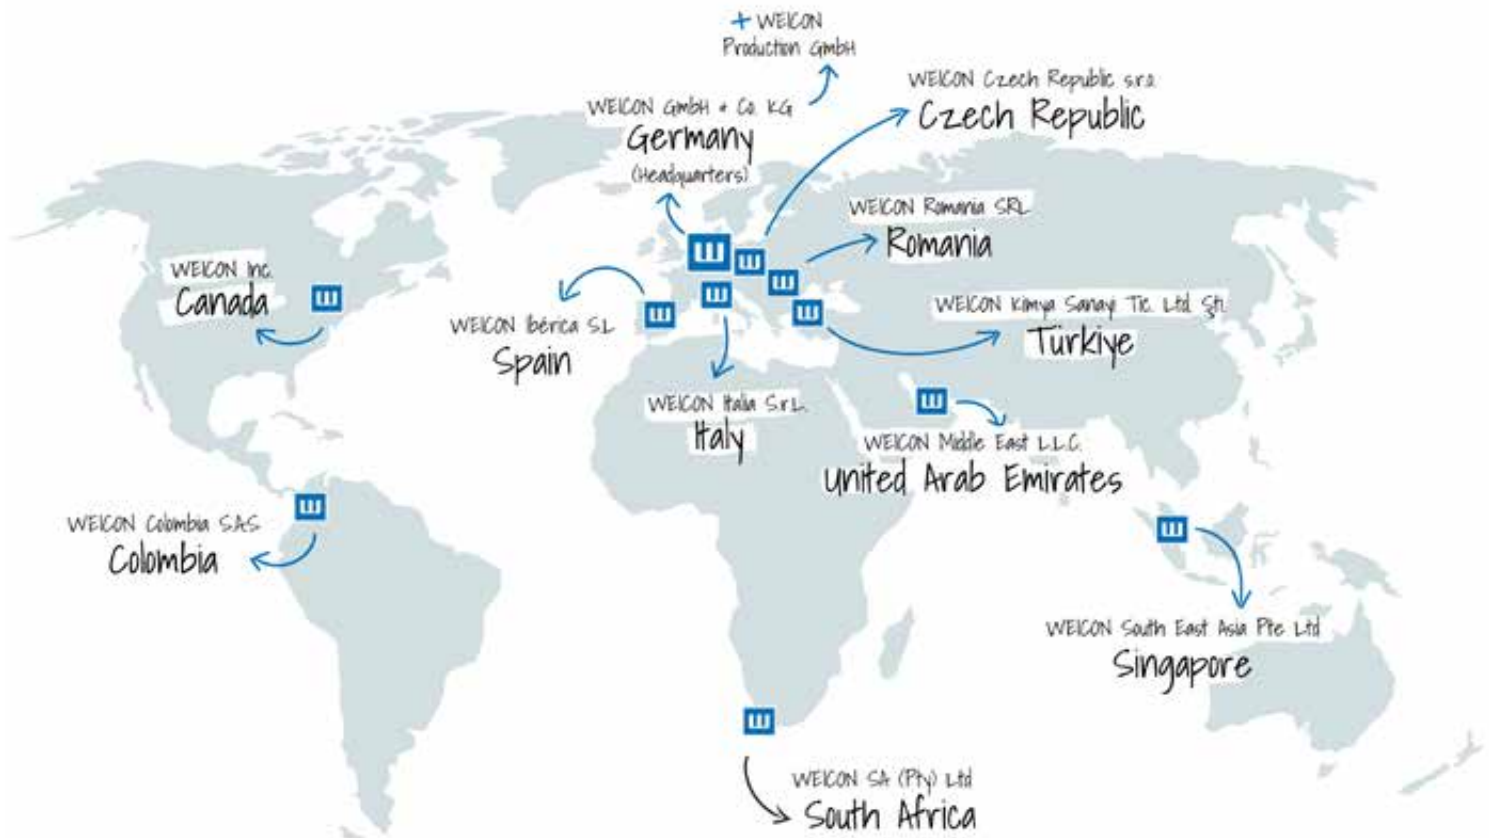 + WEICON
Production GmbH
WEICON GmbH & Co. KG
Germany
(Headquarters)
WEICON Czech Republic s.r.o.
Czech Republic
WEICON Romania SRL
Romania
WEICON Inc.
Canada
WEICON Ibérica S.L.
Spain
WEICON Kimya Sanayi Tic. Ltd. Şti.
Türkiye
WEICON Italia S.r.L.
Italy
WEICON Middle East L.L.C.
United Arab Emirates
WEICON Colombia S.A.S
Colombia
WEICON South East Asia Pte Ltd
Singapore
WEICON SA (Pty) Ltd
South Africa